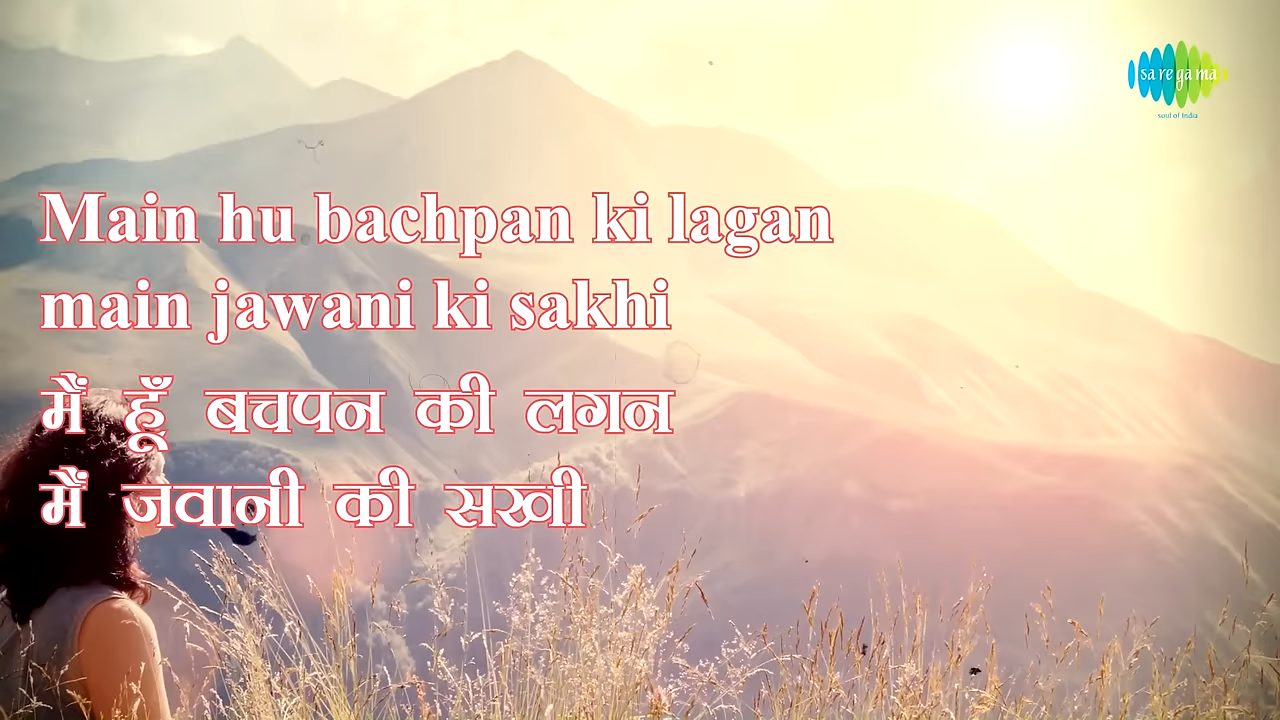 sa re ga ma
soul of India
Main hu bachpan ki lagan
main jawani ki sakhi
मैं हूँ बचपन की लगन
मैं जवानी की सखी